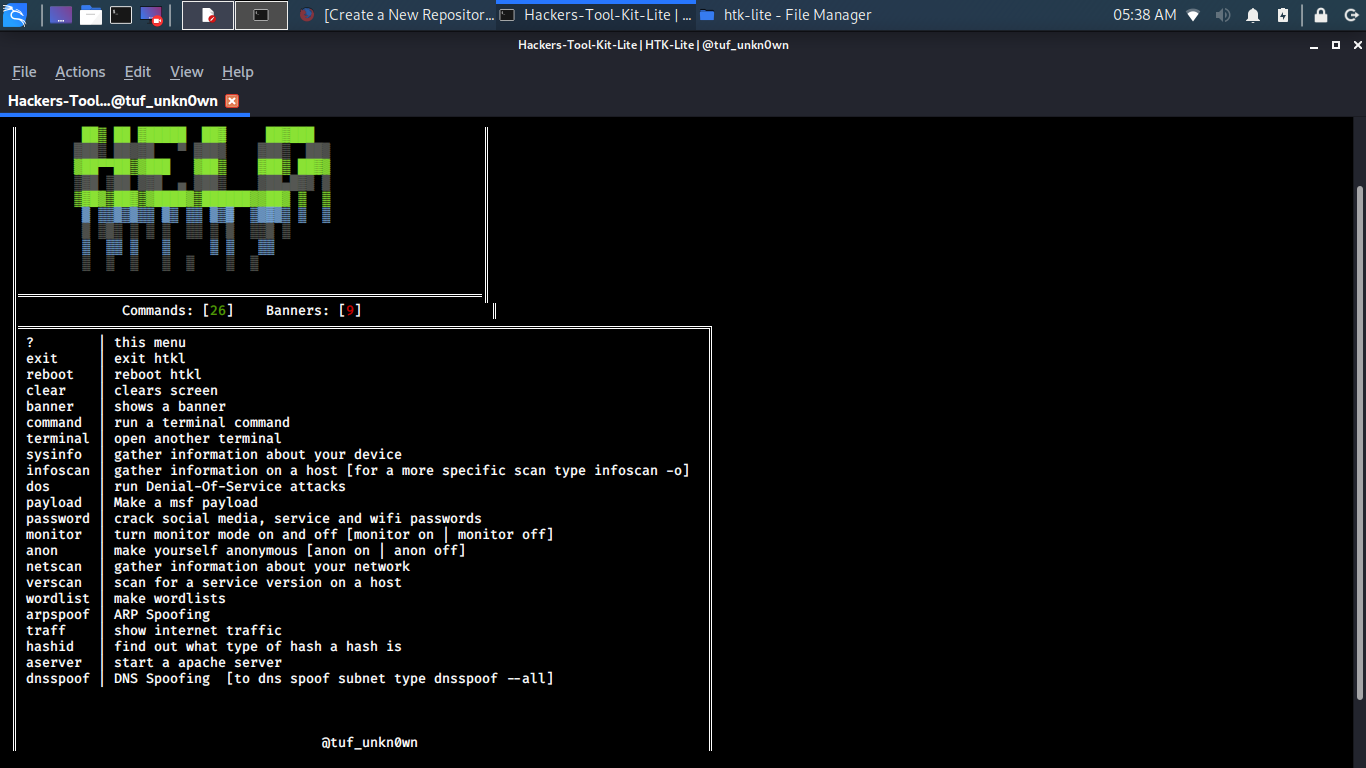 [Create a New Repositor...
Hackers-Tool-Kit-Lite | ...
htk-lite - File Manager
05:38 AM
Hackers-Tool-Kit-Lite | HTK-Lite | @tuf_unkn0wn
File Actions Edit View Help
Hackers-Tool...@tuf_unkn0wn
HELP
Commands: [26] Banners: [9]
? | this menu
exit | exit htkl
reboot | reboot htkl
clear | clears screen
banner | shows a banner
command | run a terminal command
terminal | open another terminal
sysinfo | gather information about your device
infoscan | gather information on a host [for a more specific scan type infoscan -o]
dos | run Denial-Of-Service attacks
payload | Make a msf payload
password | crack social media, service and wifi passwords
monitor | turn monitor mode on and off [monitor on | monitor off]
anon | make yourself anonymous [anon on | anon off]
netscan | gather information about your network
verscan | scan for a service version on a host
wordlist | make wordlists
arpspoof | ARP Spoofing
traff | show internet traffic
hashid | find out what type of hash a hash is
aserver | start a apache server
dnsspoof | DNS Spoofing [to dns spoof subnet type dnsspoof --all]
@tuf_unkn0wn